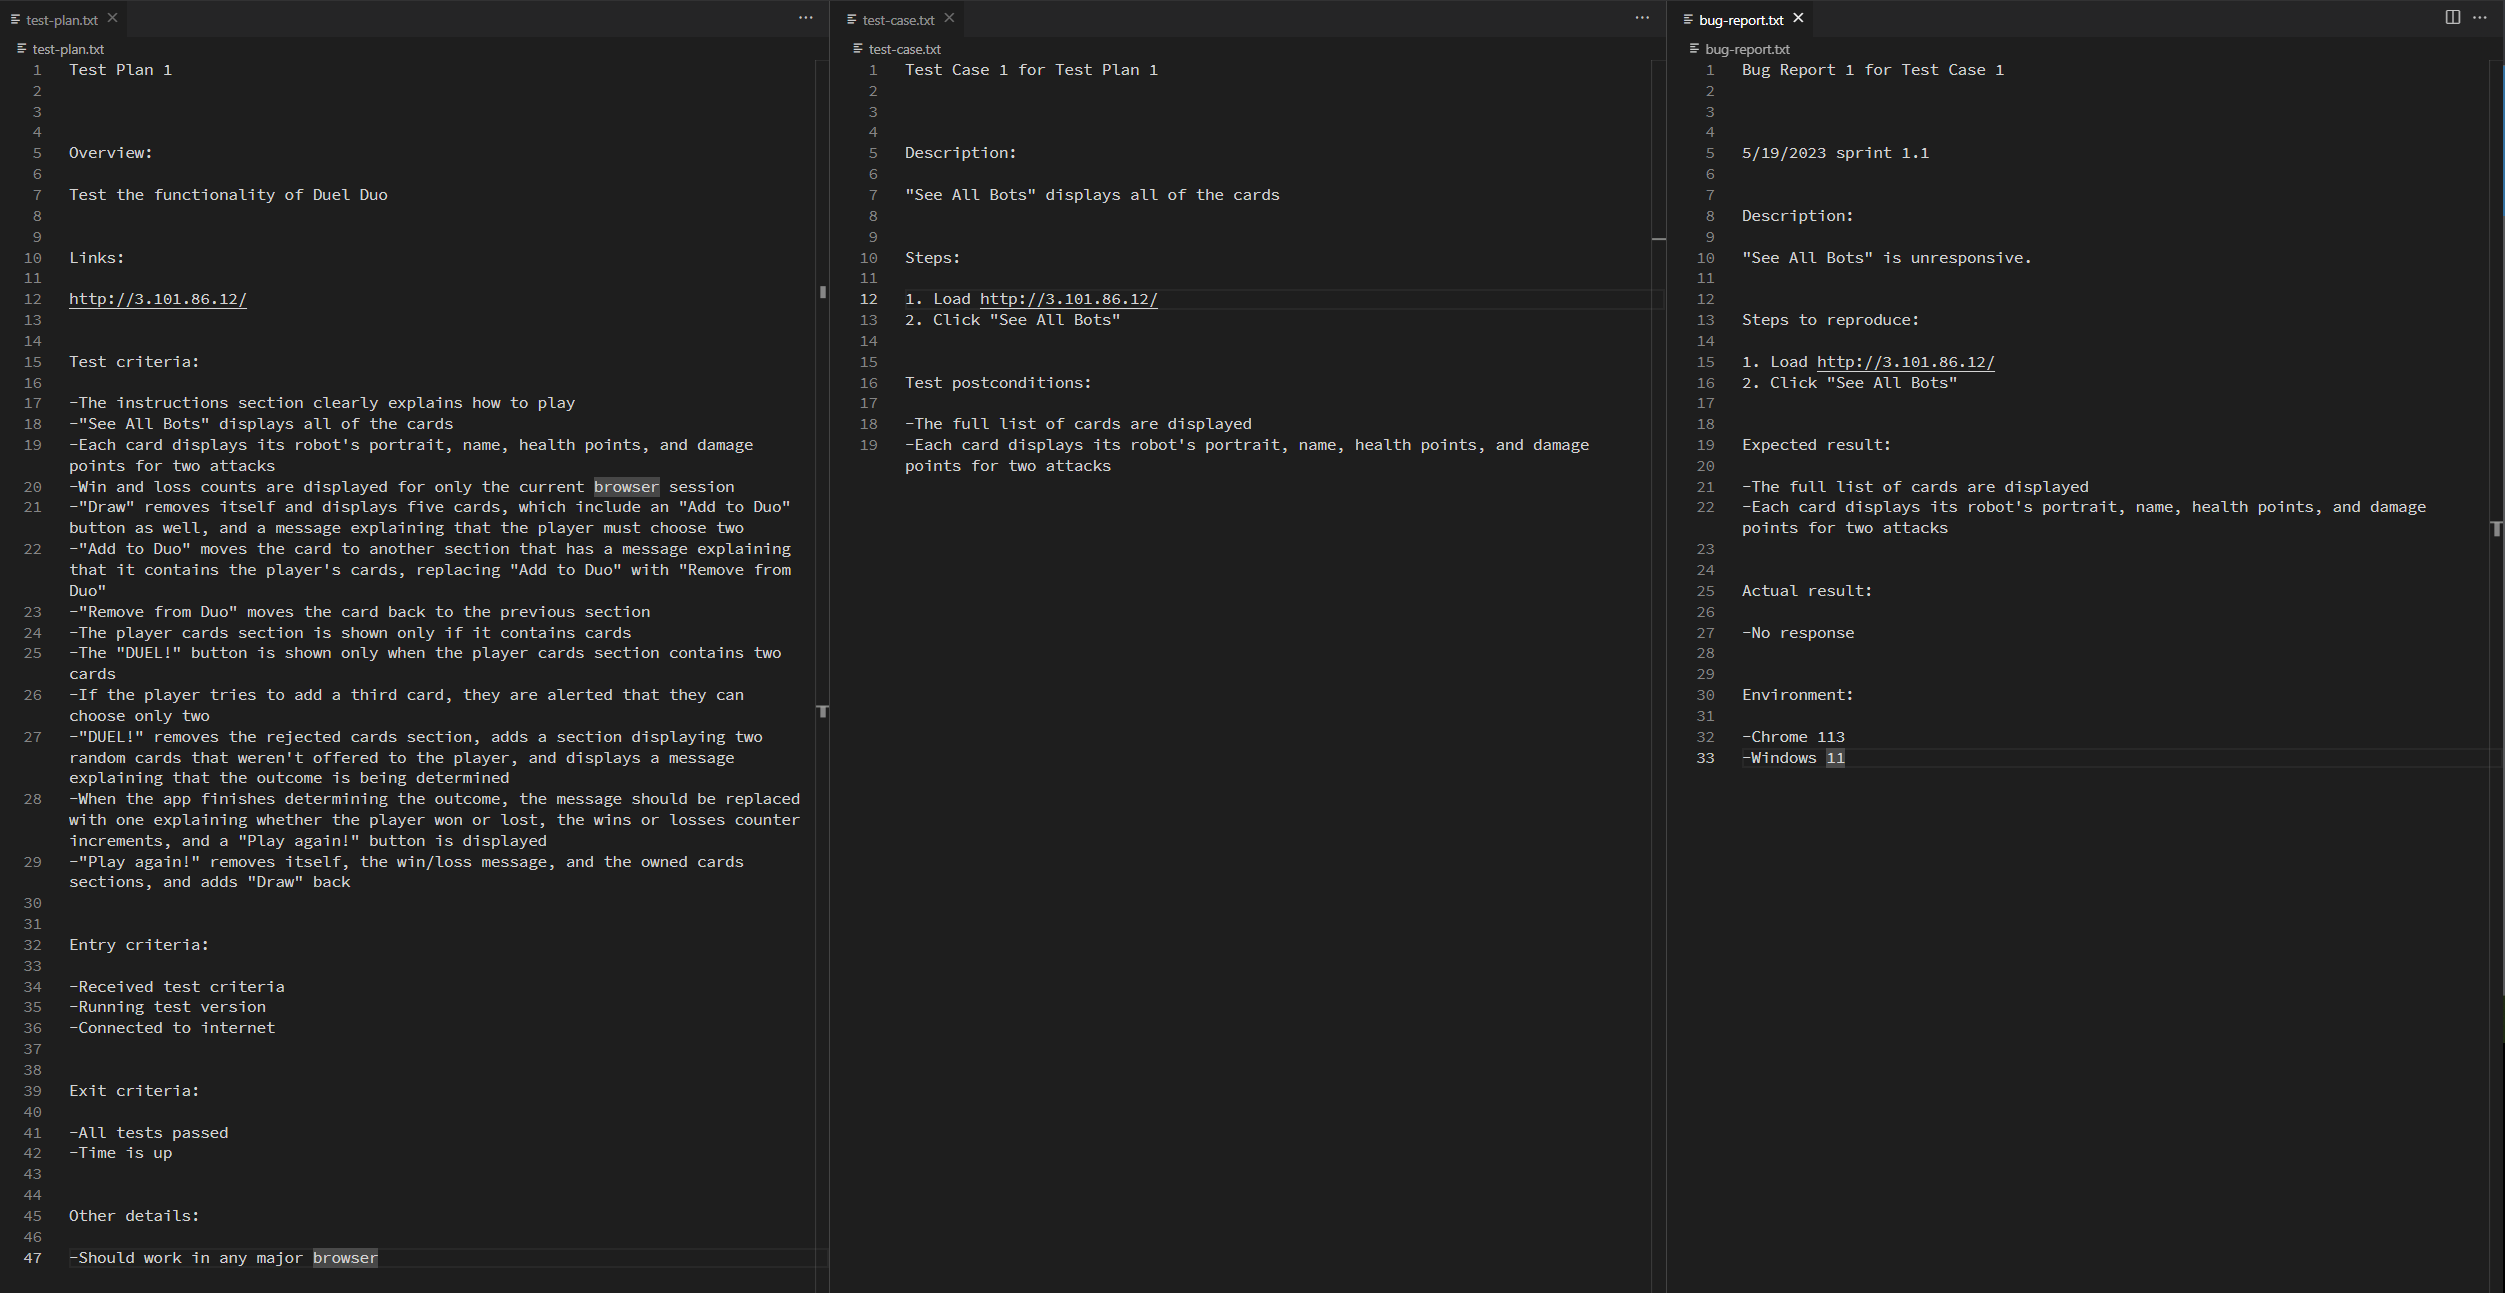 test-plan.txt
test-plan.txt
1 Test Plan 1
2
3
4
5 Overview:
6
7 Test the functionality of Duel Duo
8
9
10 Links:
11
12 http://3.101.86.12/
13
14
15 Test criteria:
16
17 -The instructions section clearly explains how to play
18 -"See All Bots" displays all of the cards
19 -Each card displays its robot's portrait, name, health points, and damage
points for two attacks
20 -Win and loss counts are displayed for only the current browser session
21 -"Draw" removes itself and displays five cards, which include an "Add to Duo"
button as well, and a message explaining that the player must choose two
22 -"Add to Duo" moves the card to another section that has a message explaining
that it contains the player's cards, replacing "Add to Duo" with "Remove from
Duo"
23 -"Remove from Duo" moves the card back to the previous section
24 -The player cards section is shown only if it contains cards
25 -The "DUEL!" button is shown only when the player cards section contains two
cards
26 -If the player tries to add a third card, they are alerted that they can
choose only two
27 -"DUEL!" removes the rejected cards section, adds a section displaying two
random cards that weren't offered to the player, and displays a message
explaining that the outcome is being determined
28 -When the app finishes determining the outcome, the message should be replaced
with one explaining whether the player won or lost, the wins or losses counter
increments, and a "Play again!" button is displayed
29 -"Play again!" removes itself, the win/loss message, and the owned cards
sections, and adds "Draw" back
30
31
32 Entry criteria:
33
34 -Received test criteria
35 -Running test version
36 -Connected to internet
37
38
39 Exit criteria:
40
41 -All tests passed
42 -Time is up
43
44
45 Other details:
46
47 -Should work in any major browser
test-case.txt
test-case.txt
1 Test Case 1 for Test Plan 1
2
3
4
5 Description:
6
7 "See All Bots" displays all of the cards
8
9
10 Steps:
11
12 1. Load http://3.101.86.12/
13 2. Click "See All Bots"
14
15
16 Test postconditions:
17
18 -The full list of cards are displayed
19 -Each card displays its robot's portrait, name, health points, and damage
points for two attacks
bug-report.txt
bug-report.txt
1 Bug Report 1 for Test Case 1
2
3
4
5 5/19/2023 sprint 1.1
6
7
8 Description:
9
10 "See All Bots" is unresponsive.
11
12
13 Steps to reproduce:
14
15 1. Load http://3.101.86.12/
16 2. Click "See All Bots"
17
18
19 Expected result:
20
21 -The full list of cards are displayed
22 -Each card displays its robot's portrait, name, health points, and damage
points for two attacks
23
24
25 Actual result:
26
27 -No response
28
29
30 Environment:
31
32 -Chrome 113
33 -Windows 11